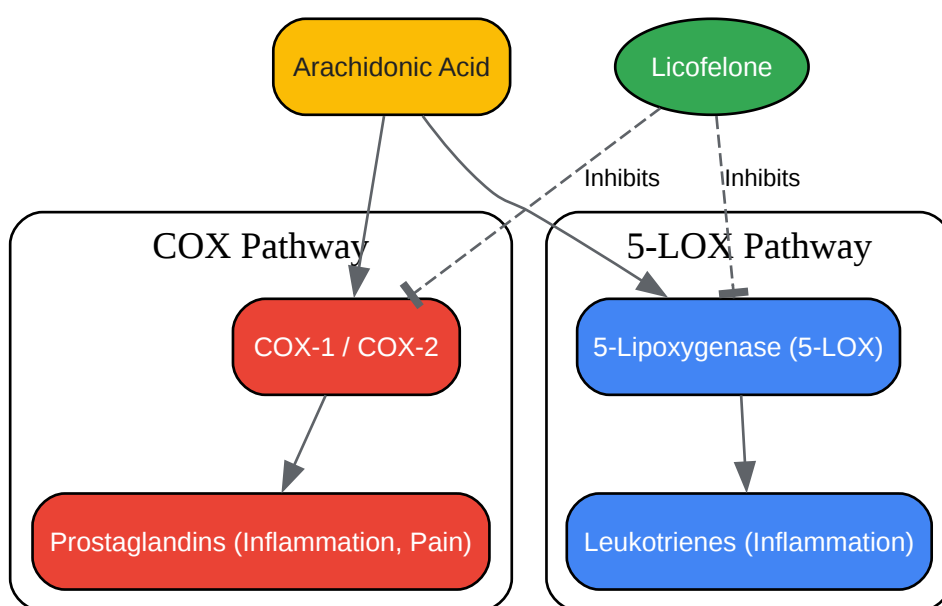 Arachidonic Acid
Licofelone
Inhibits
Inhibits
COX Pathway
5-LOX Pathway
COX-1 / COX-2
5-Lipoxygenase (5-LOX)
Prostaglandins (Inflammation, Pain)
Leukotrienes (Inflammation)